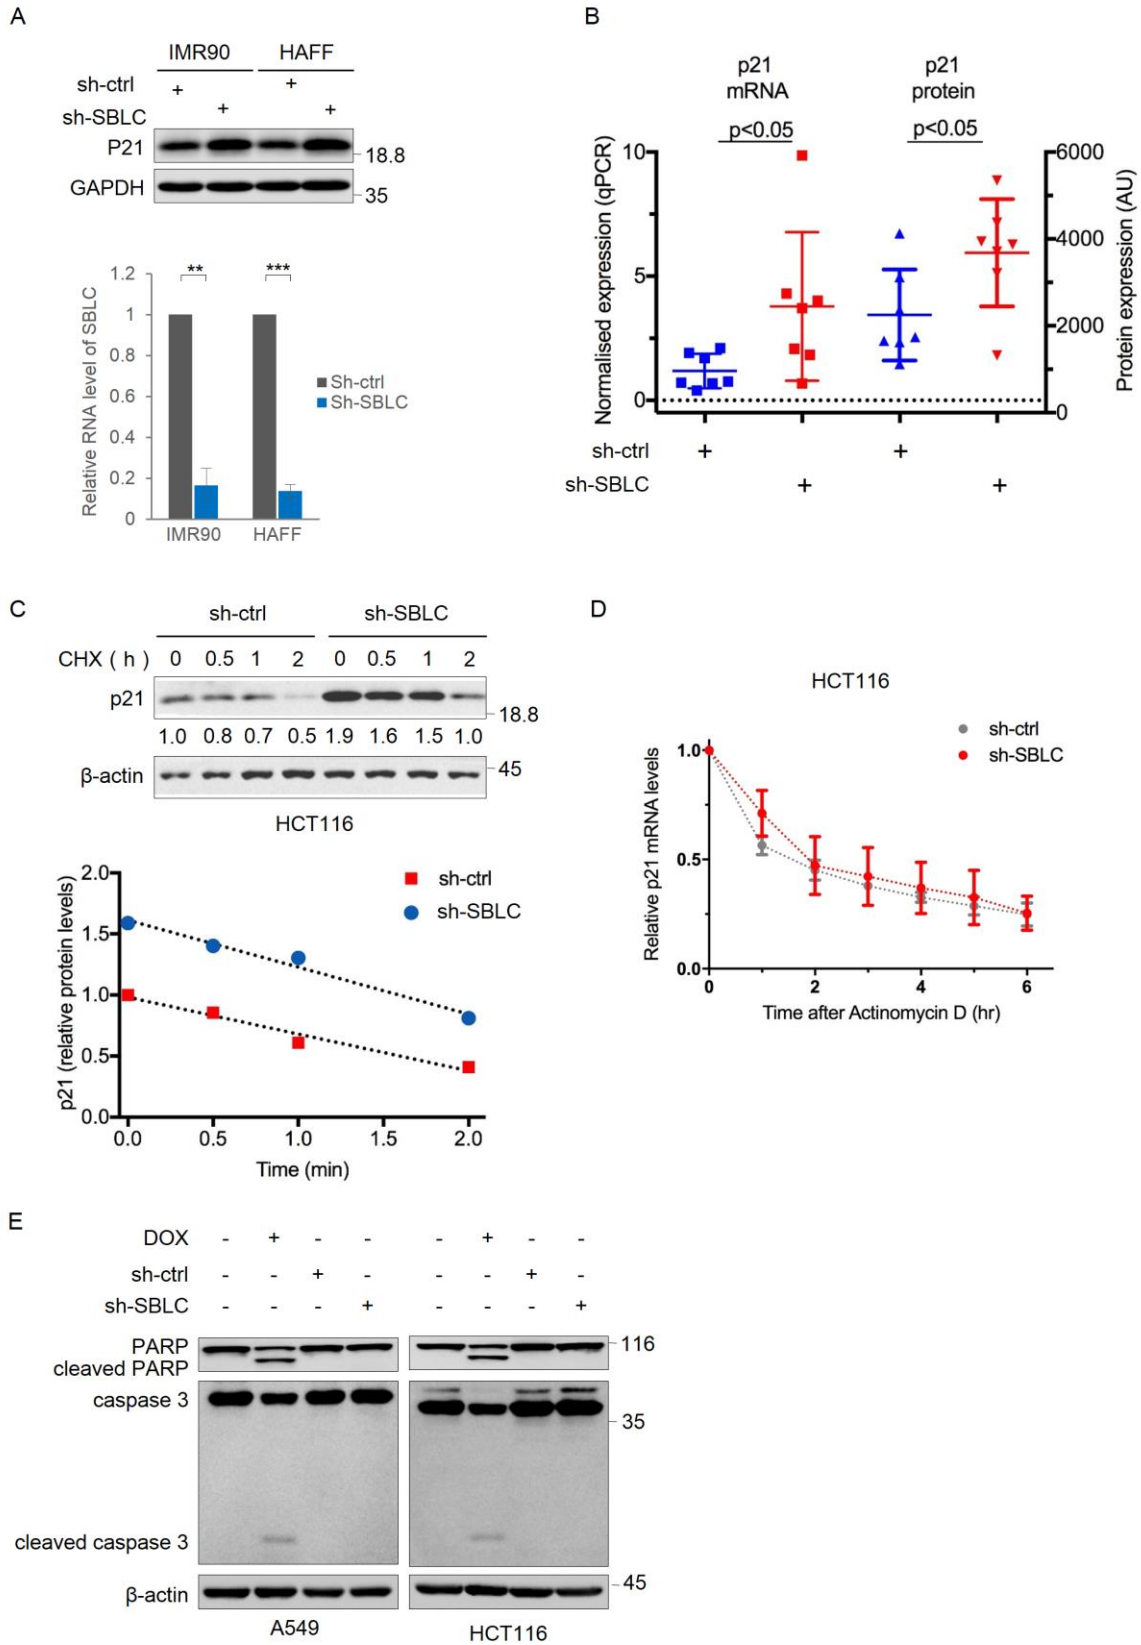 A
IMR90 HAFF
sh-ctrl + +
sh-SBLC + +
P21 18.8
GAPDH 35
** ***
Relative RNA level of SBLC
1.2
1
0.8
0.6
0.4
0.2
0
Sh-ctrl
Sh-SBLC
IMR90 HAFF
B
p21 mRNA
p21 protein
p<0.05 p<0.05
Normalised expression (qPCR)
10
5
0
Protein expression (AU)
6000
4000
2000
0
sh-ctrl + +
sh-SBLC + +
C
sh-ctrl sh-SBLC
CHX ( h ) 0 0.5 1 2 0 0.5 1 2
p21 18.8
1.0 0.8 0.7 0.5 1.9 1.6 1.5 1.0
β-actin 45
HCT116
p21 (relative protein levels)
2.0
1.5
1.0
0.5
0.0
sh-ctrl
sh-SBLC
0.0 0.5 1.0 1.5 2.0
Time (min)
D
HCT116
sh-ctrl
sh-SBLC
Relative p21 mRNA levels
1.0
0.5
0.0
0 2 4 6
Time after Actinomycin D (hr)
E
DOX - + - - - + - -
sh-ctrl - - + - - - + -
sh-SBLC - - - + - - - +
PARP 116
cleaved PARP
caspase 3
35
cleaved caspase 3
β-actin 45
A549 HCT116